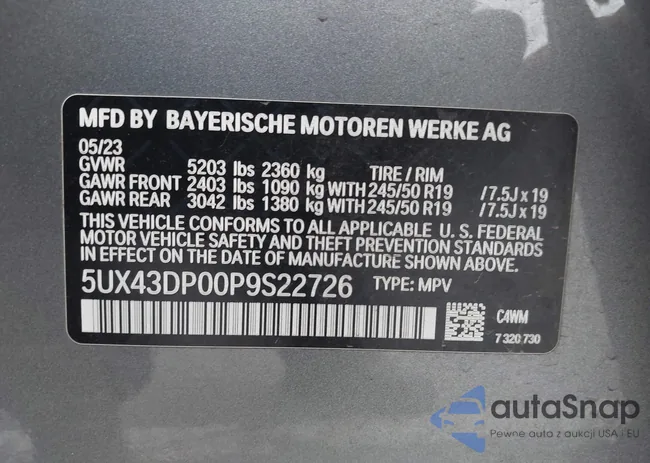 MFD BY BAYERISCHE MOTOREN WERKE AG
05/23
GVWR 5203 lbs 2360 kg TIRE / RIM
GAWR FRONT 2403 lbs 1090 kg WITH 245/50 R19 /7.5J x 19
GAWR REAR 3042 lbs 1380 kg WITH 245/50 R19 /7.5J x 19
THIS VEHICLE CONFORMS TO ALL APPLICABLE U. S. FEDERAL
MOTOR VEHICLE SAFETY AND THEFT PREVENTION STANDARDS
IN EFFECT ON THE DATE OF MANUFACTURE SHOWN ABOVE.
5UX43DP00P9S22726 TYPE: MPV
C4WM
7 320 730
autaSnap
Pewne auto z aukcji USA i EU